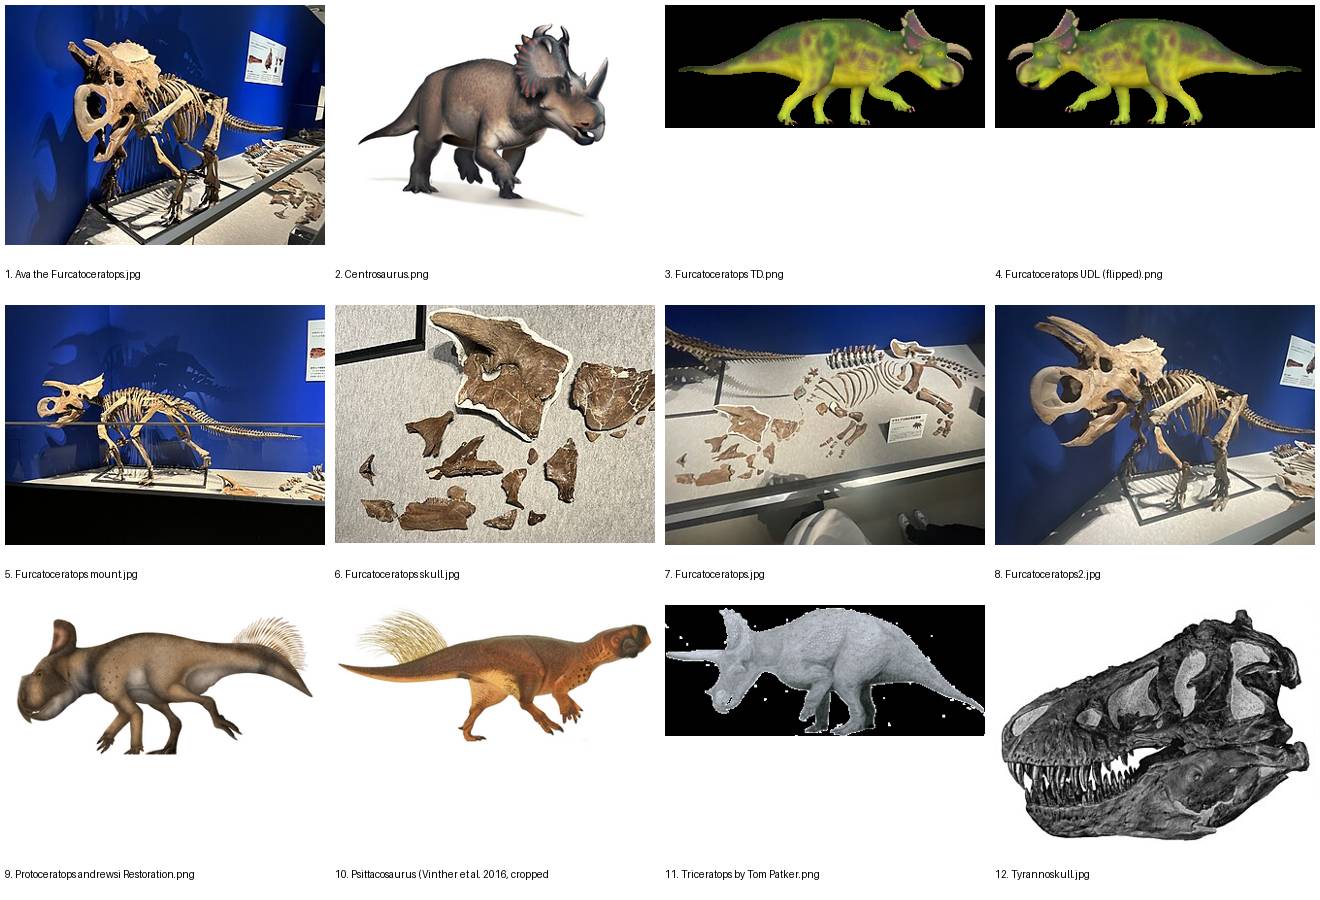 1. Ava the Furcatoceratops.jpg
2. Centrosaurus.png
3. Furcatoceratops TD.png
4. Furcatoceratops UDL (flipped).png
5. Furcatoceratops mount.jpg
6. Furcatoceratops skull.jpg
7. Furcatoceratops.jpg
8. Furcatoceratops2.jpg
9. Protoceratops andrewsi Restoration.png
10. Psittacosaurus (Vinther et al. 2016, cropped
11. Triceratops by Tom Patker.png
12. Tyrannoskull.jpg